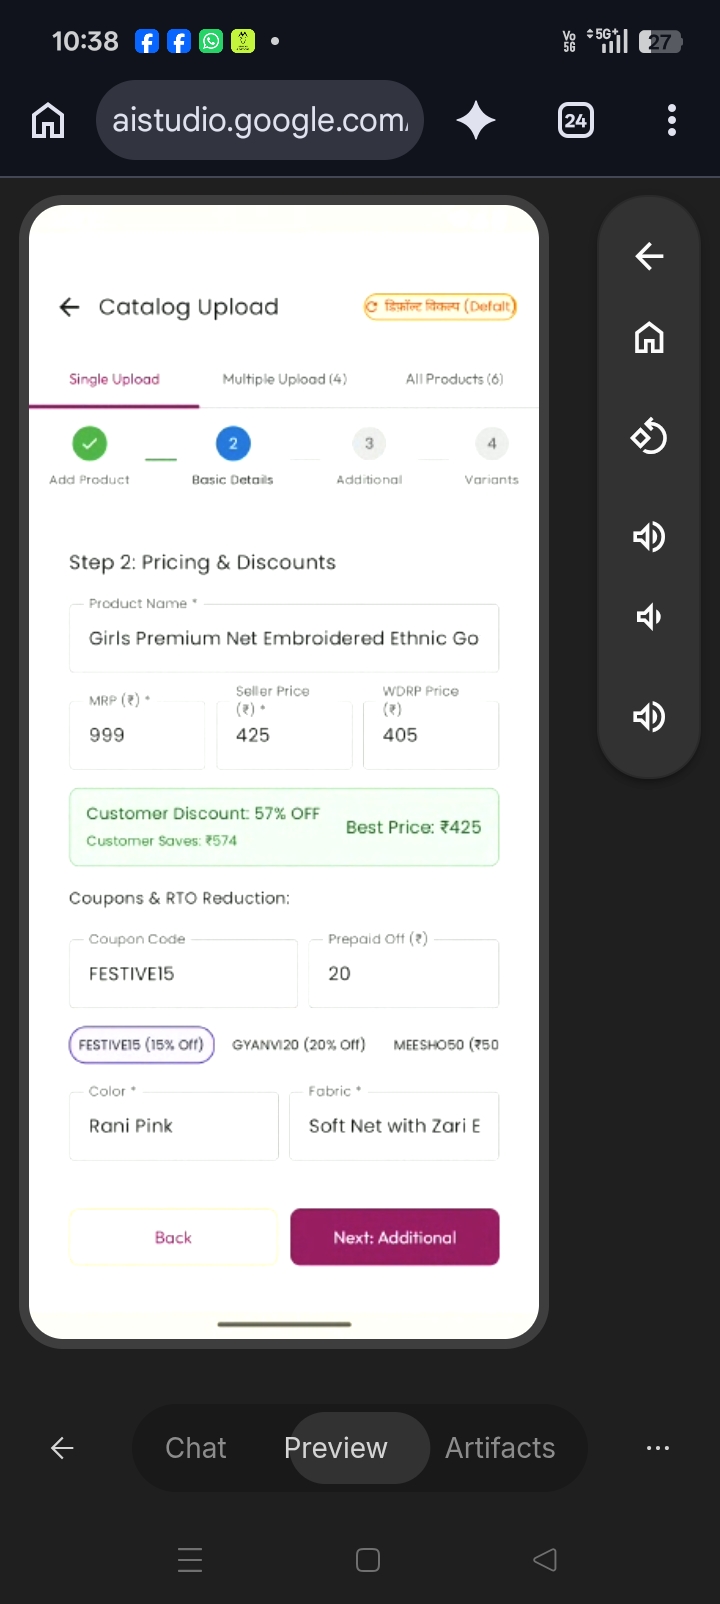 10:38
Vo 5G
5G+
27
aistudio.google.com/
24
Catalog Upload
डिफ़ॉल्ट विकल्प (Defalt)
Single Upload
Multiple Upload (4)
All Products (6)
2
3
4
Add Product
Basic Details
Additional
Variants
Step 2: Pricing & Discounts
Product Name *
Girls Premium Net Embroidered Ethnic Go
MRP (₹) *
Seller Price
(₹) *
WDRP Price
(₹)
999
425
405
Customer Discount: 57% OFF
Customer Saves: ₹574
Best Price: ₹425
Coupons & RTO Reduction:
Coupon Code
Prepaid Off (₹)
FESTIVE15
20
FESTIVE15 (15% Off)
GYANVI20 (20% Off)
MEESHO50 (₹50
Color *
Fabric *
Rani Pink
Soft Net with Zari E
Back
Next: Additional
Chat
Preview
Artifacts